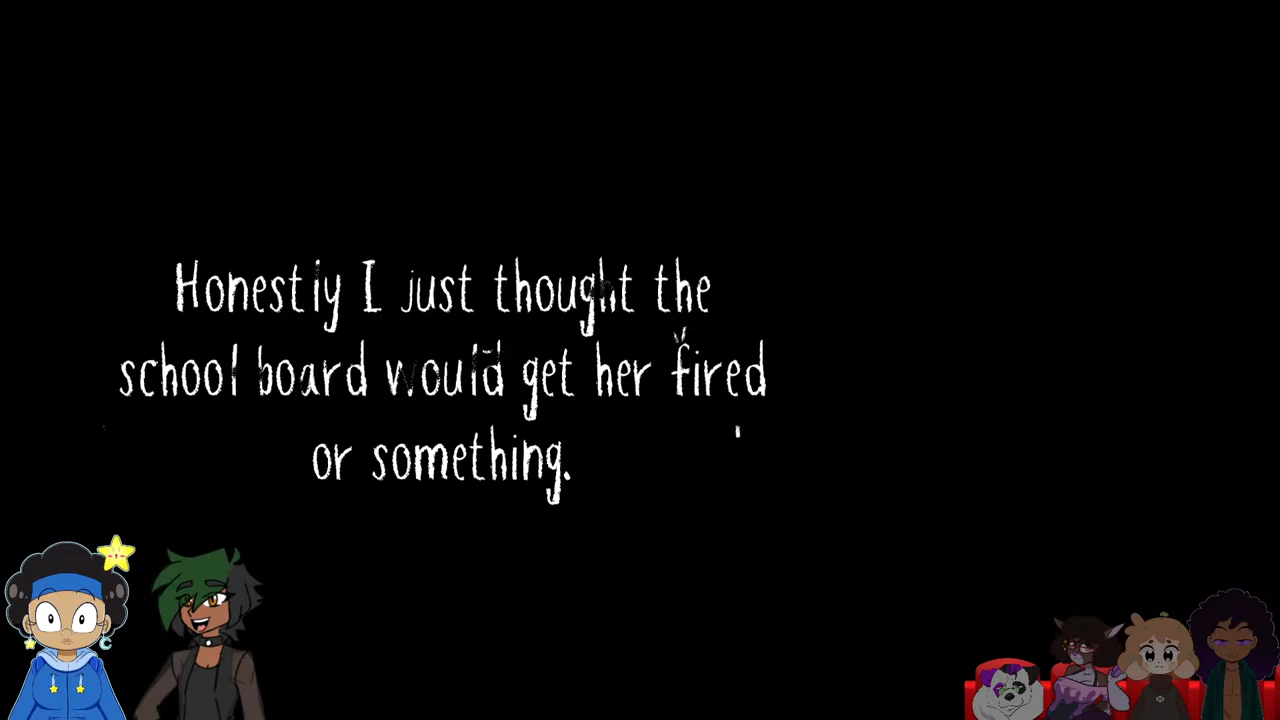 Honestly I just thought the
school board would get her fired
or something.